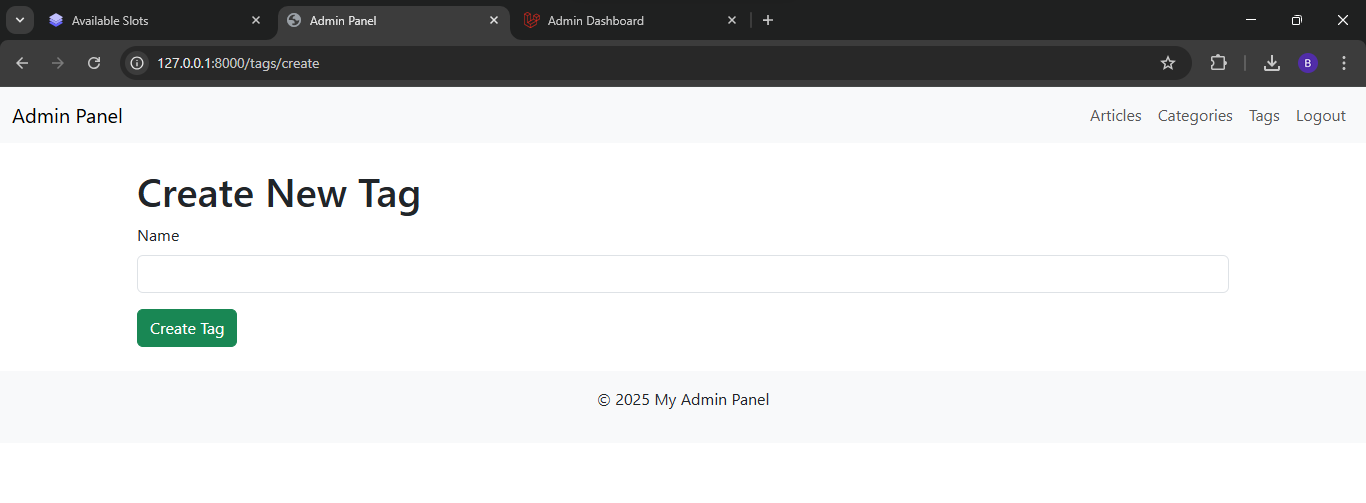 Available Slots
Admin Panel
Admin Dashboard
127.0.0.1:8000/tags/create
B
Admin Panel
Articles Categories Tags Logout
Create New Tag
Name
Create Tag
© 2025 My Admin Panel